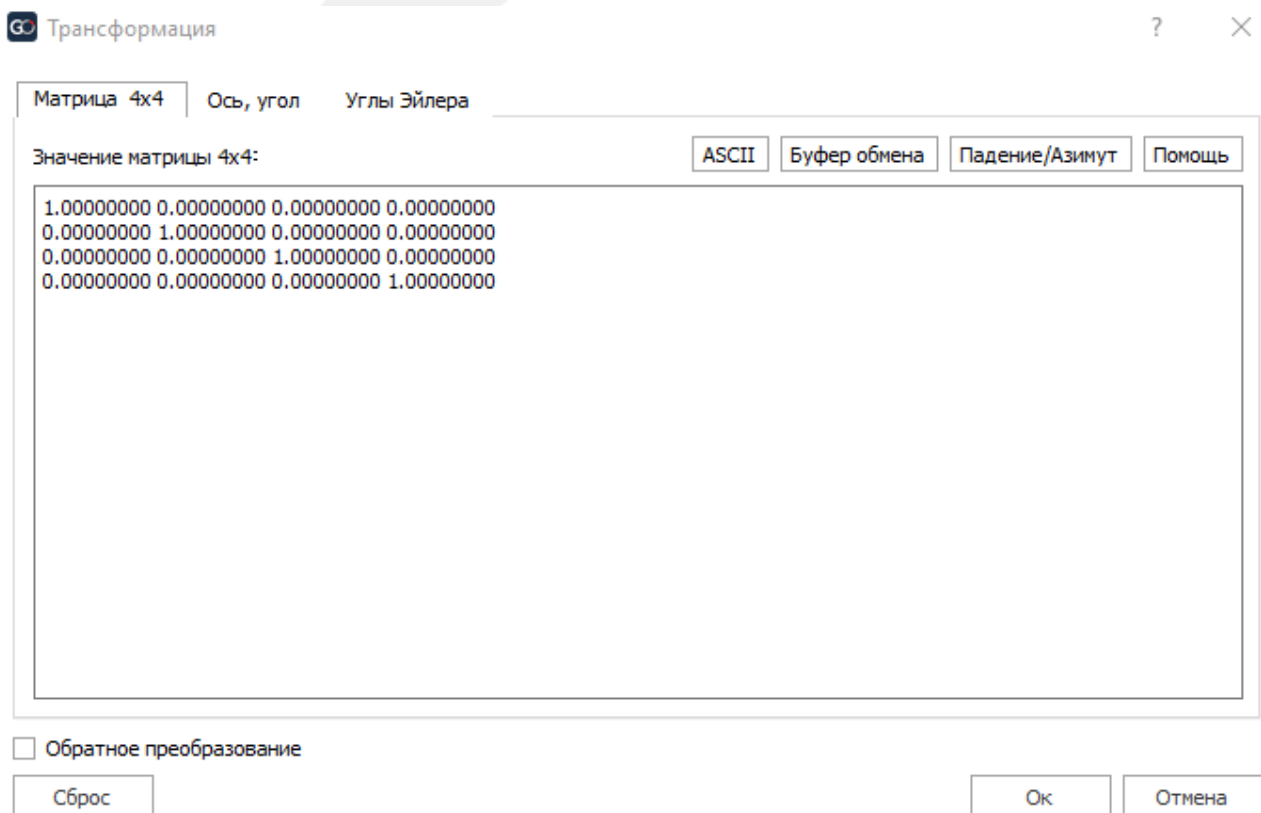 GO Трансформация ?
Матрица 4x4 Ось, угол Углы Эйлера
Значение матрицы 4x4: ASCII Буфер обмена Падение/Азимут Помощь
1.00000000 0.00000000 0.00000000 0.00000000
0.00000000 1.00000000 0.00000000 0.00000000
0.00000000 0.00000000 1.00000000 0.00000000
0.00000000 0.00000000 0.00000000 1.00000000
Обратное преобразование
Сброс Ок Отмена